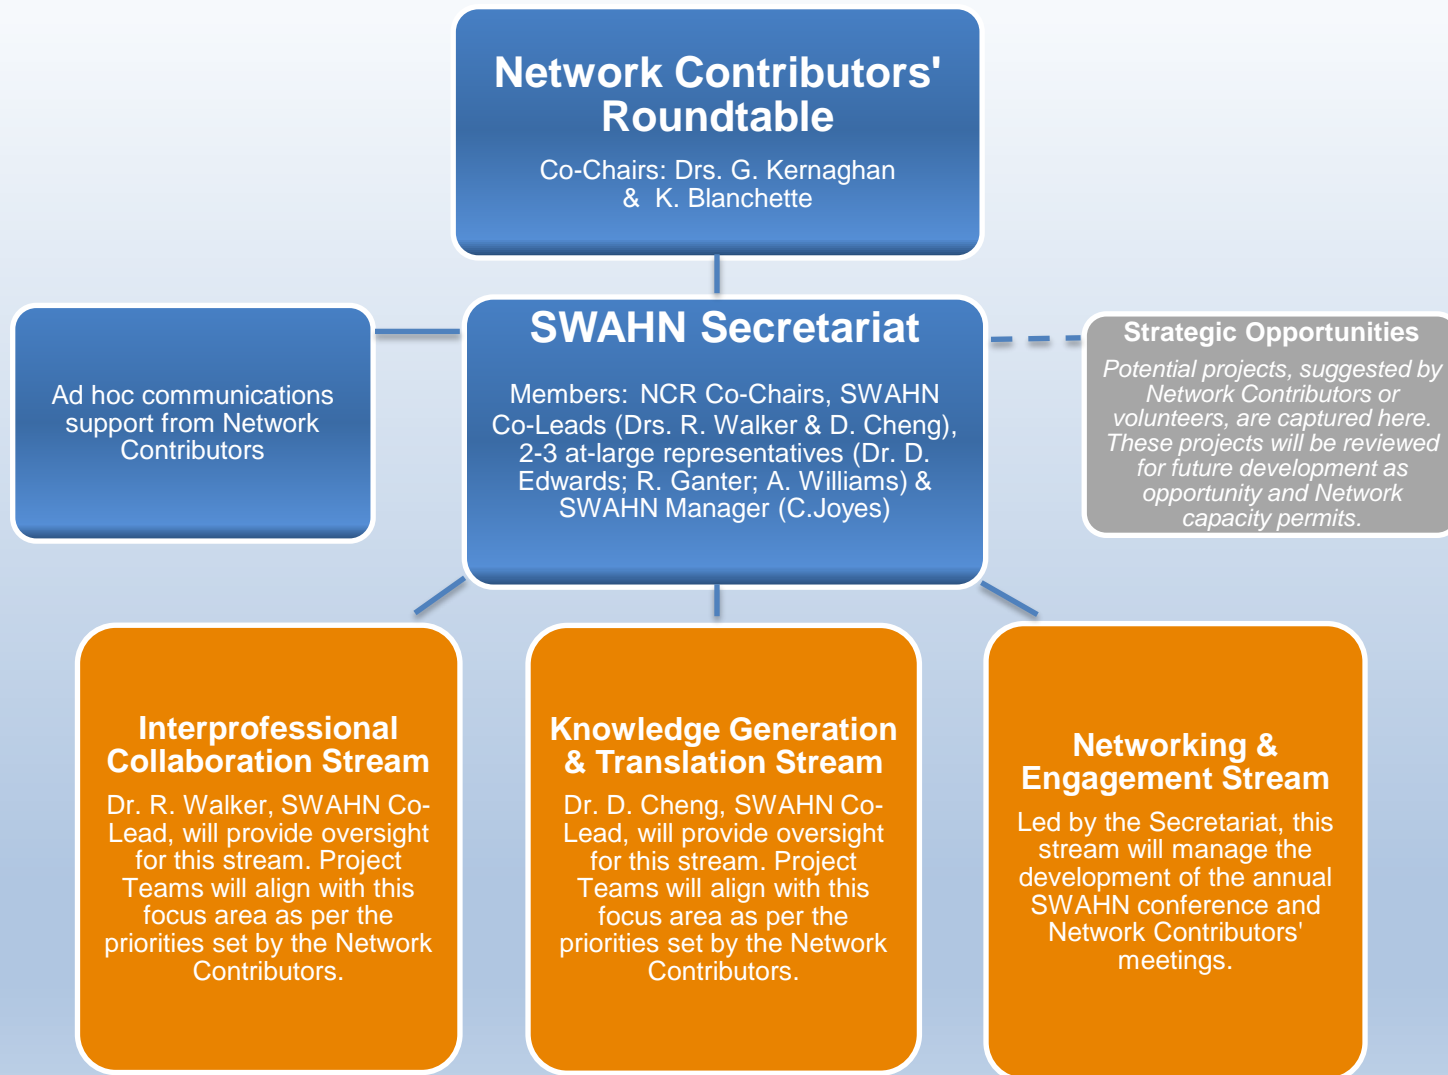 Network Contributors'
Roundtable
Co-Chairs: Drs. G. Kernaghan
& K. Blanchette
Ad hoc communications
support from Network
Contributors
SWAHN Secretariat
Members: NCR Co-Chairs, SWAHN
Co-Leads (Drs. R. Walker & D. Cheng),
2-3 at-large representatives (Dr. D.
Edwards; R. Ganter; A. Williams) &
SWAHN Manager (C.Joyes)
Strategic Opportunities
Potential projects, suggested by
Network Contributors or
volunteers, are captured here.
These projects will be reviewed
for future development as
opportunity and Network
capacity permits.
Interprofessional
Collaboration Stream
Dr. R. Walker, SWAHN Co-
Lead, will provide oversight
for this stream. Project
Teams will align with this
focus area as per the
priorities set by the Network
Contributors.
Knowledge Generation
& Translation Stream
Dr. D. Cheng, SWAHN Co-
Lead, will provide oversight
for this stream. Project
Teams will align with this
focus area as per the
priorities set by the Network
Contributors.
Networking &
Engagement Stream
Led by the Secretariat, this
stream will manage the
development of the annual
SWAHN conference and
Network Contributors'
meetings.